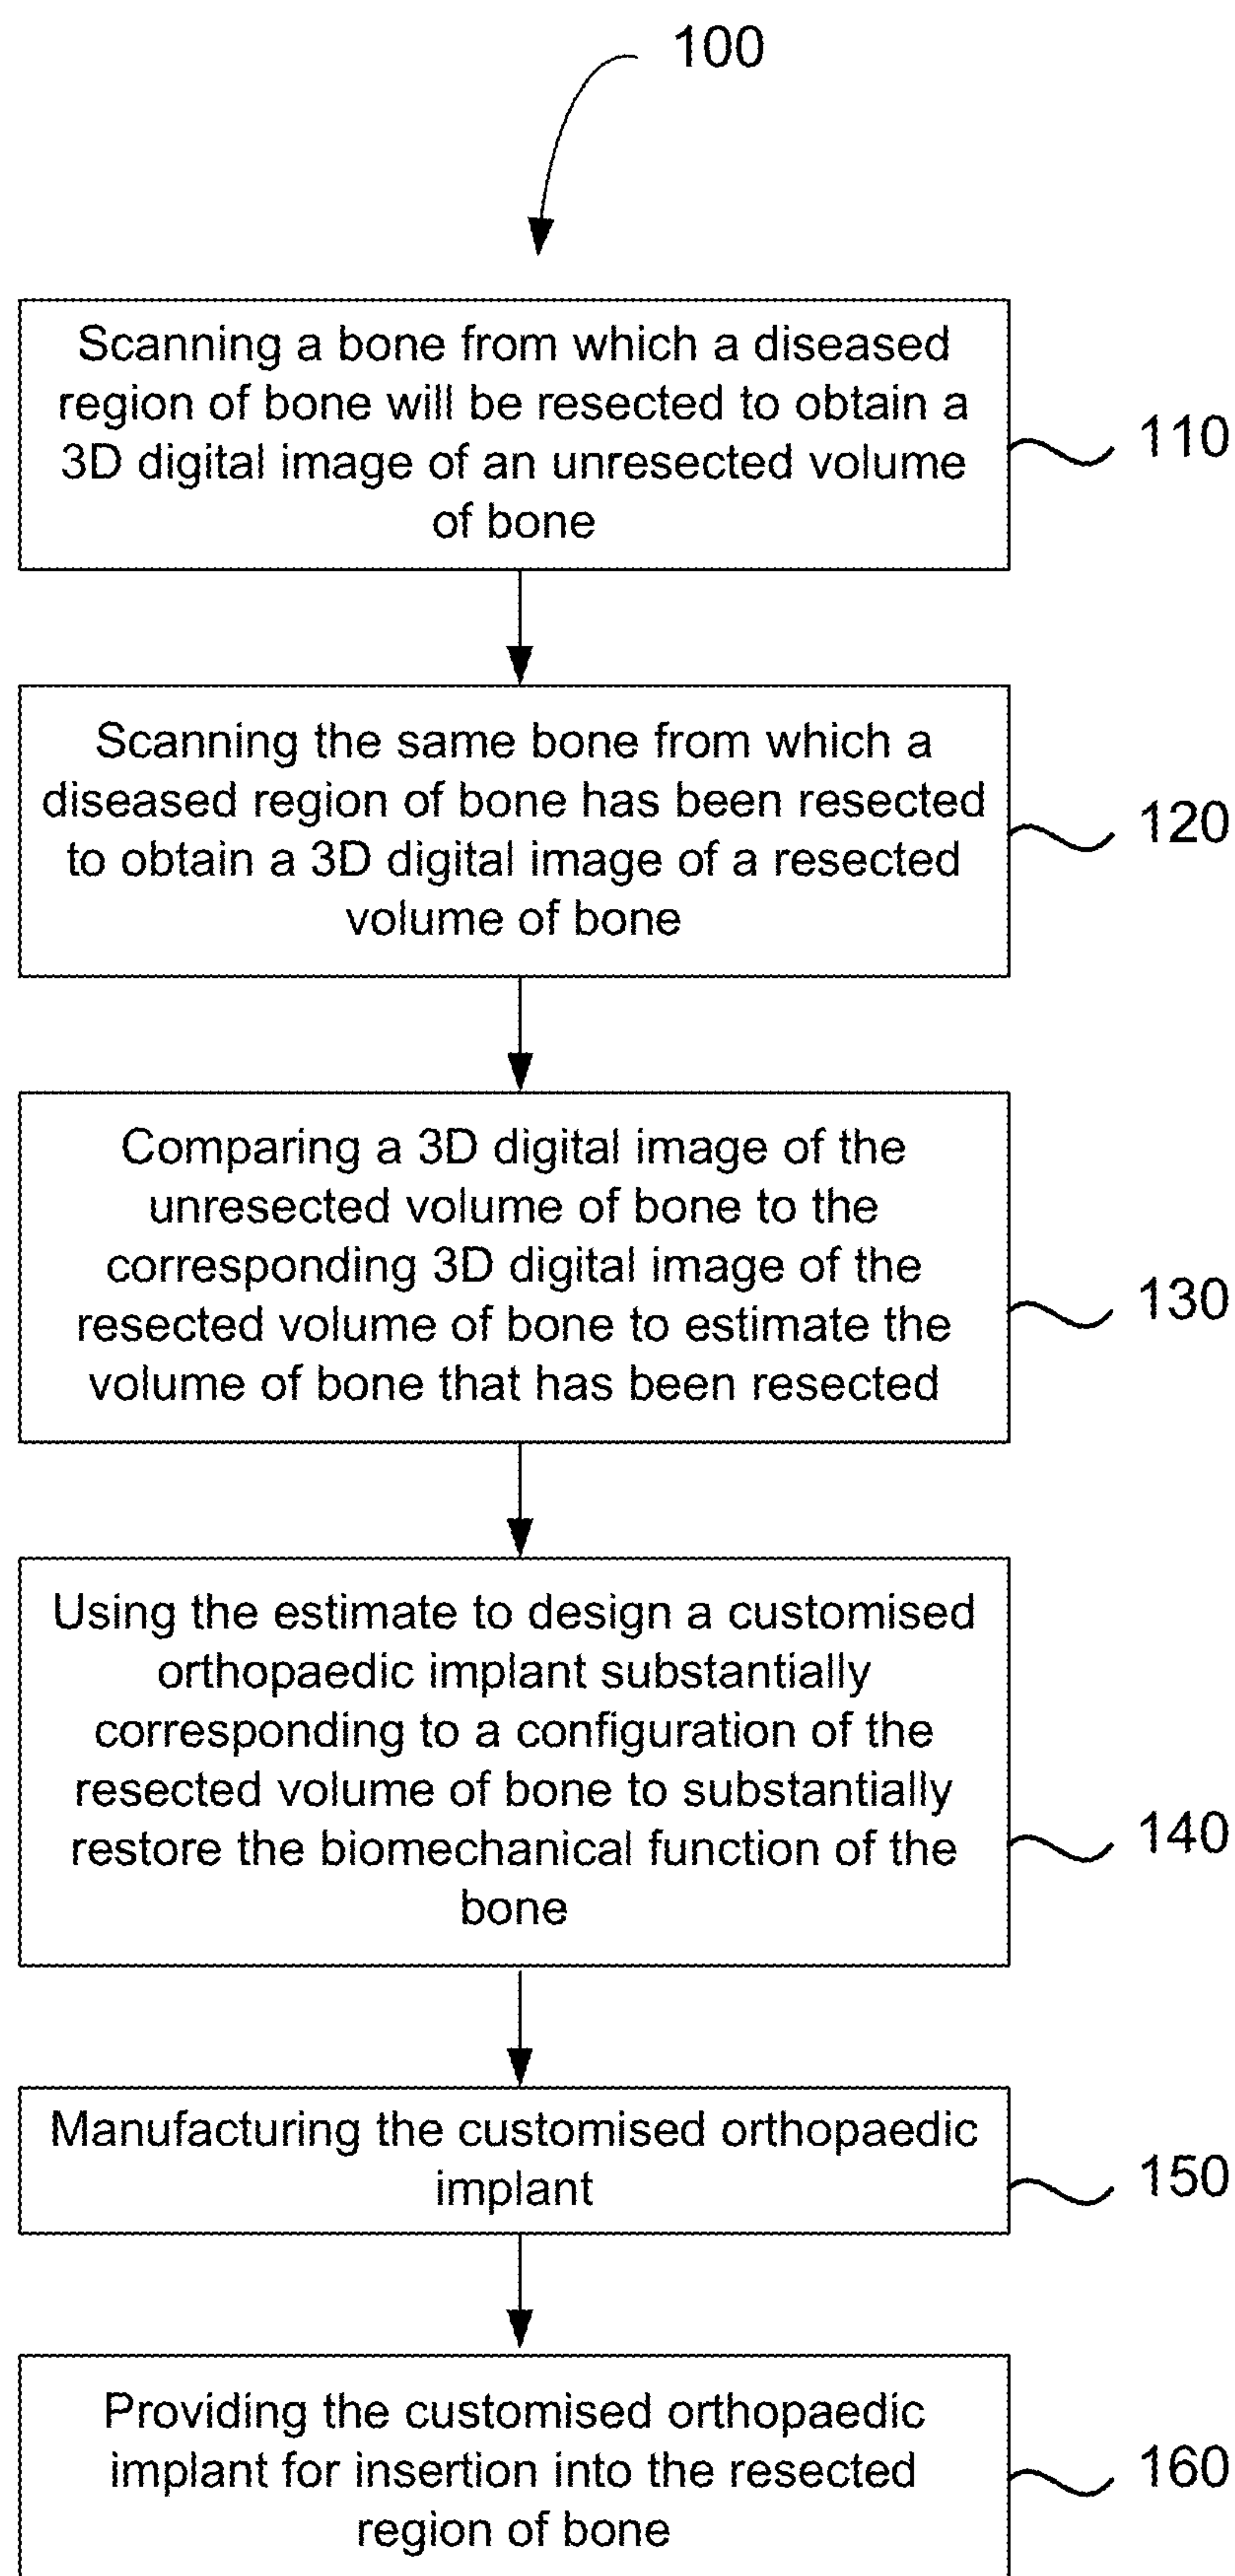 100
Scanning a bone from which a diseased
region of bone will be resected to obtain a
3D digital image of an unresected volume
of bone
110
Scanning the same bone from which a
diseased region of bone has been resected
to obtain a 3D digital image of a resected
volume of bone
120
Comparing a 3D digital image of the
unresected volume of bone to the
corresponding 3D digital image of the
resected volume of bone to estimate the
volume of bone that has been resected
130
Using the estimate to design a customised
orthopaedic implant substantially
corresponding to a configuration of the
resected volume of bone to substantially
restore the biomechanical function of the
bone
140
Manufacturing the customised orthopaedic
implant
150
Providing the customised orthopaedic
implant for insertion into the resected
region of bone
160